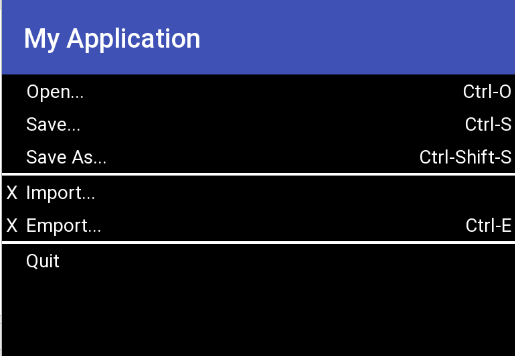 My Application
Open... Ctrl-O
Save... Ctrl-S
Save As... Ctrl-Shift-S
X Import...
X Emport... Ctrl-E
Quit